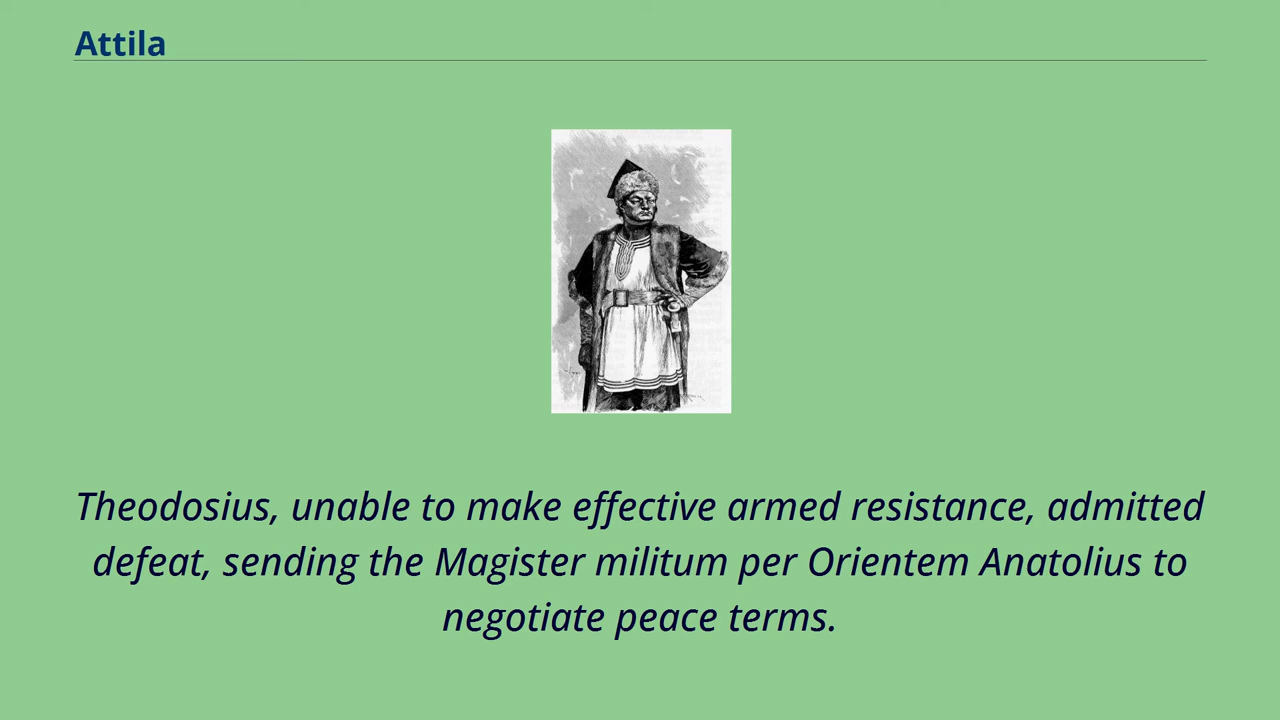 Attila
Theodosius, unable to make effective armed resistance, admitted
defeat, sending the Magister militum per Orientem Anatolius to
negotiate peace terms.